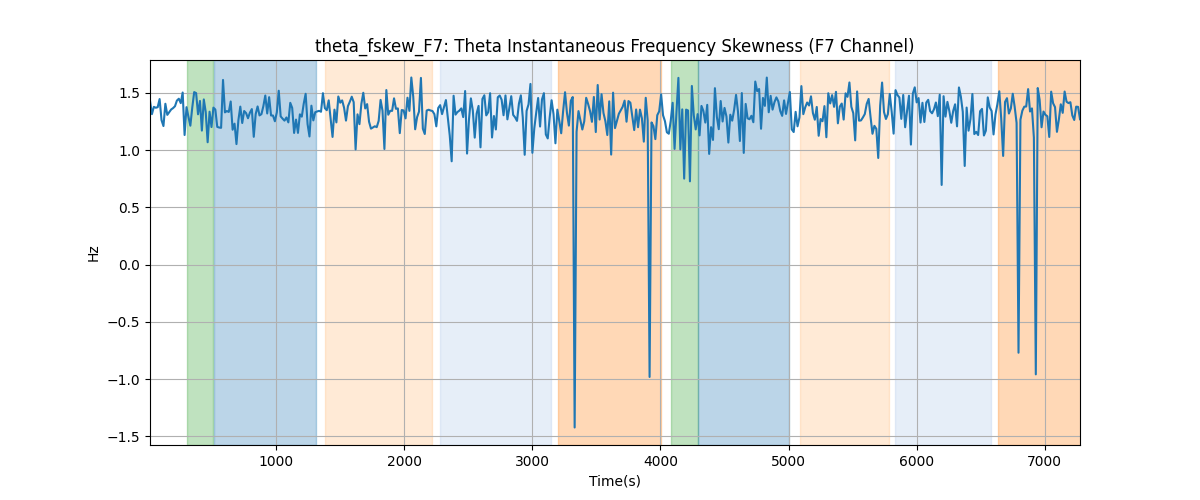 theta_fskew_F7: Theta Instantaneous Frequency Skewness (F7 Channel)
1.5
1.0
0.5
0.0
−0.5
−1.0
−1.5
Hz
1000 2000 3000 4000 5000 6000 7000
Time(s)